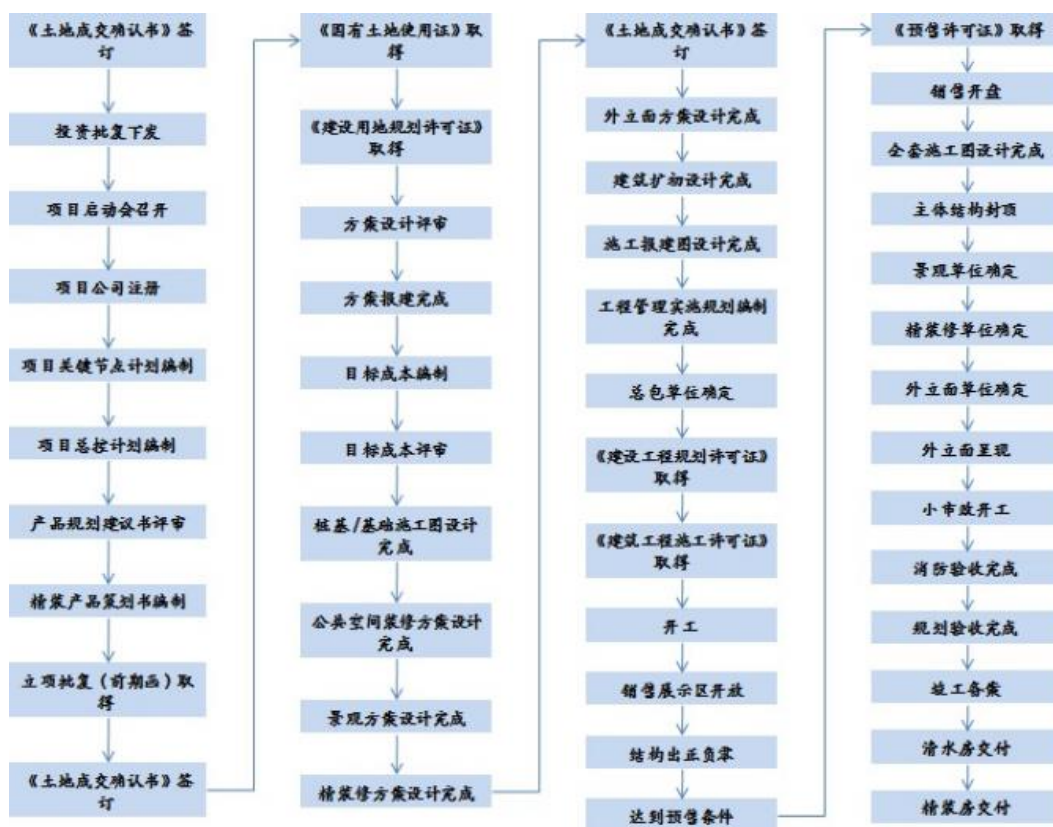 《土地成交确认书》签
订
投资批复下发
项目启动会召开
项目公司注册
项目关键节点计划编制
项目总控计划编制
产品规划建议书评审
精装产品策划书编制
立项批复（前期函）取
得
《土地成交确认书》签
订
《国有土地使用证》取
得
《建设用地规划许可证》
取得
方案设计评审
方案报建完成
目标成本编制
目标成本评审
桩基/基础施工图设计
完成
公共空间装修方案设计
完成
景观方案设计完成
精装修方案设计完成
《土地成交确认书》签
订
外立面方案设计完成
建筑扩初设计完成
施工报建图设计完成
工程管理实施规划编制
完成
总包单位确定
《建设工程规划许可证》
取得
《建筑工程施工许可证》
取得
开工
销售展示区开放
结构出正负零
达到预售条件
《预售许可证》取得
销售开盘
全套施工图设计完成
主体结构封顶
景观单位确定
精装修单位确定
外立面单位确定
外立面呈现
小市政开工
消防验收完成
规划验收完成
竣工备案
清水房交付
精装房交付